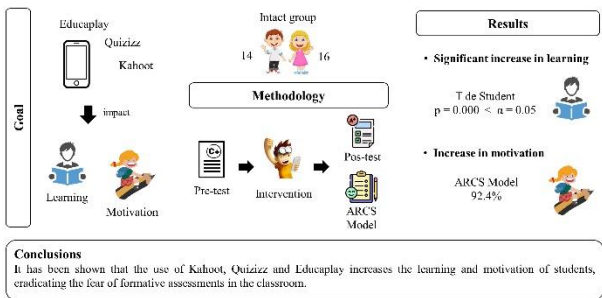 Goal
Educaplay
Quizizz
Kahoot
impact
Learning
Motivation
Intact group
14
16
Methodology
Pre-test
Intervention
Pos-test
ARCS
Model
Results
• Significant increase in learning
T de Student
p = 0.000 < α = 0.05
• Increase in motivation
ARCS Model
92.4%
Conclusions
It has been shown that the use of Kahoot, Quizizz and Educaplay increases the learning and motivation of students,
eradicating the fear of formative assessments in the classroom.